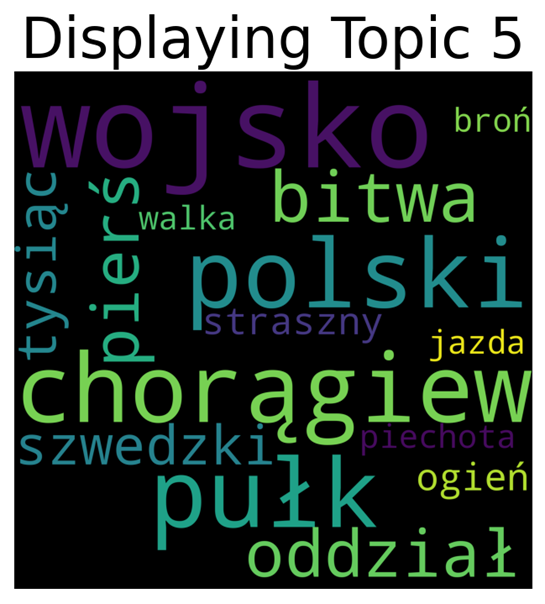 Displaying Topic 5
wojsko
broń
tysiąc
pierś
walka
bitwa
polski
straszny
jazda
chorągiew
szwedzki
piechota
pułk
ogień
oddział